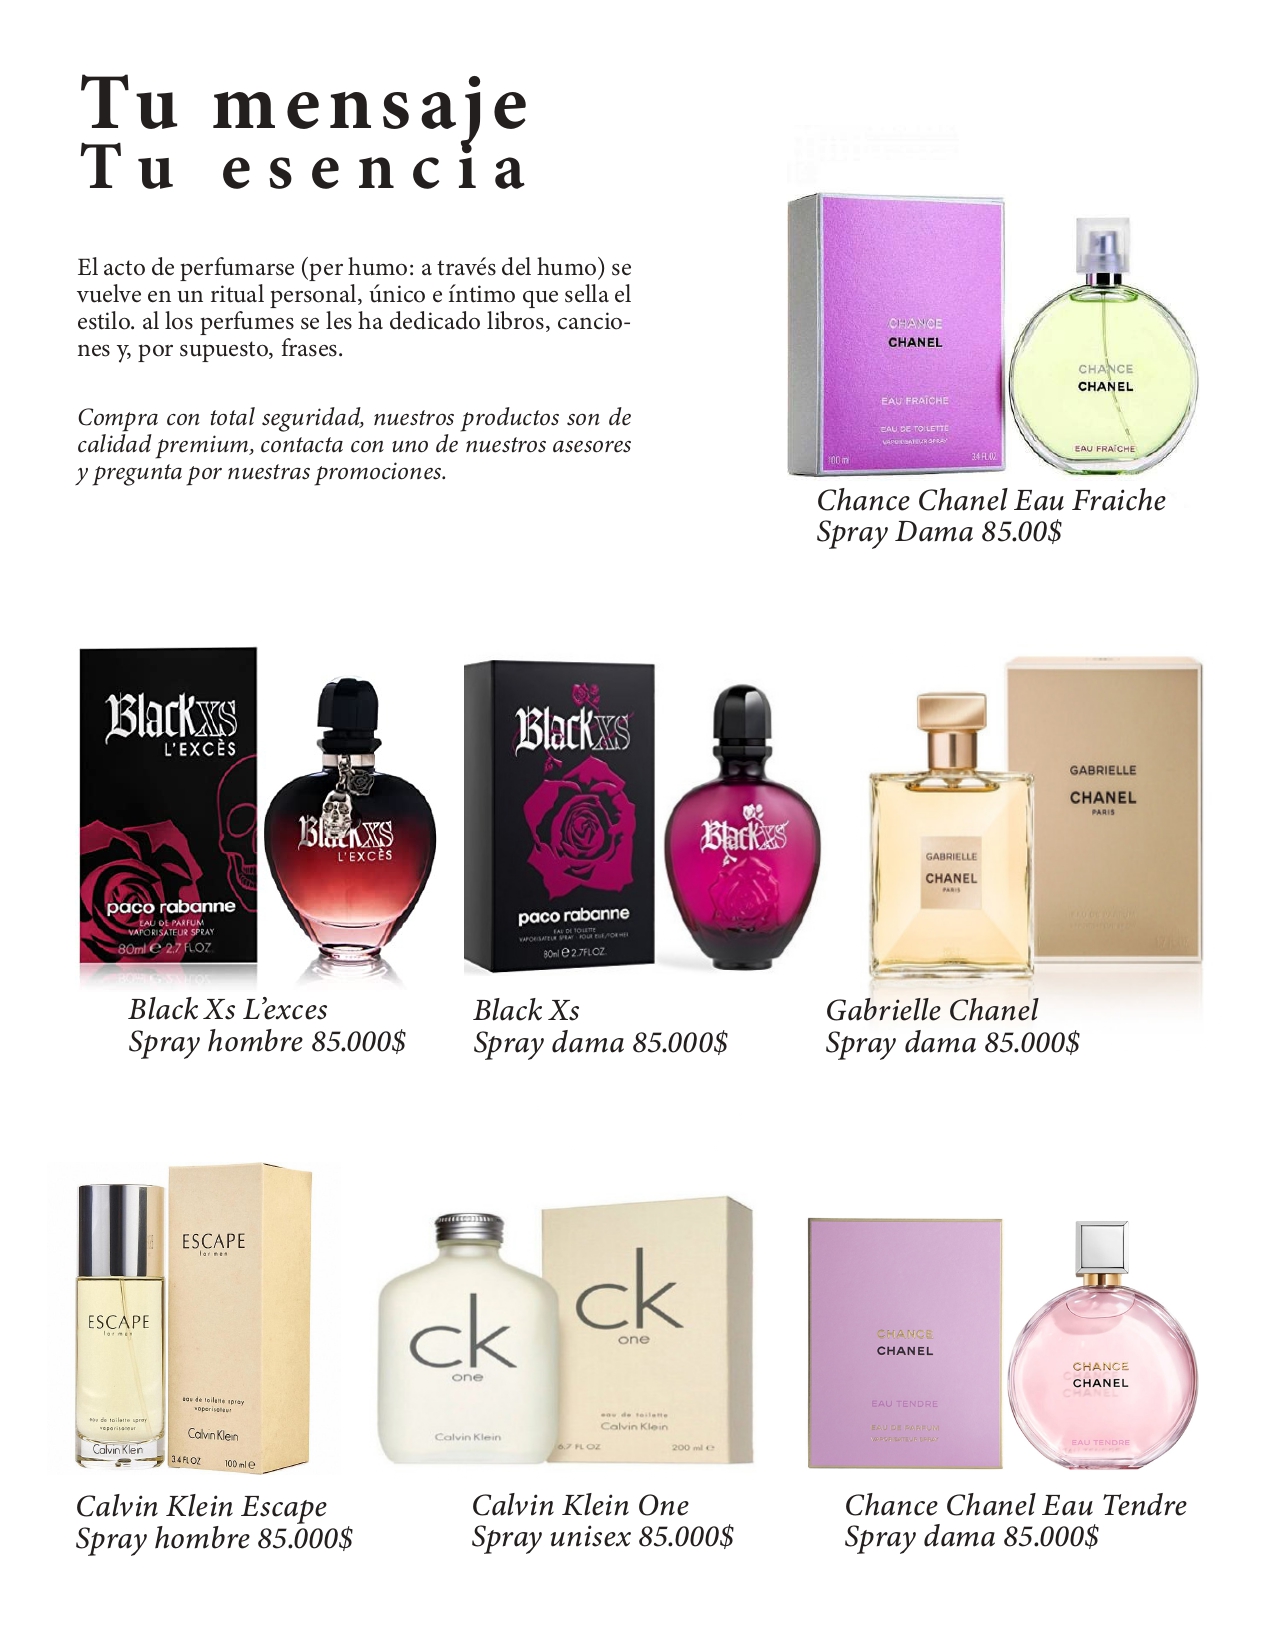 Tu mensaje
Tu esencia
El acto de perfumarse (per humo: a través del humo) se
vuelve en un ritual personal, único e íntimo que sella el
estilo. al los perfumes se les ha dedicado libros, cancio-
nes y, por supuesto, frases.
Compra con total seguridad, nuestros productos son de
calidad premium, contacta con uno de nuestros asesores
y pregunta por nuestras promociones.
CHANCE
CHANEL
EAU FRAÎCHE
EAU DE TOILETTE
VAPORISATEUR SPRAY
100 ml
3.4 FL.OZ.
CHANCE
CHANEL
EAU FRAÎCHE
Chance Chanel Eau Fraiche
Spray Dama 85.00$
Blackxs
L'EXCÈS
paco rabanne
EAU DE PARFUM
VAPORISATEUR SPRAY
80ml e 2.7 FL.OZ.
Blackxs
L'EXCÈS
Black Xs L’exces
Spray hombre 85.000$
Blackxs
paco rabanne
EAU DE TOILETTE
VAPORISATEUR SPRAY · POUR ELLE/FOR HER
80ml e 2.7FL.OZ.
Blackxs
Black Xs
Spray dama 85.000$
GABRIELLE
CHANEL
PARIS
GABRIELLE
CHANEL
PARIS
Gabrielle Chanel
Spray dama 85.000$
ESCAPE
for men
eau de toilette spray
vaporisateur
Calvin Klein
ESCAPE
for men
eau de toilette spray
vaporisateur
Calvin Klein
3.4 FL OZ
100 ml e
Calvin Klein Escape
Spray hombre 85.000$
ck
one
Calvin Klein
ck
one
eau de toilette
Calvin Klein
6.7 FL OZ
200 ml e
Calvin Klein One
Spray unisex 85.000$
CHANCE
CHANEL
EAU TENDRE
EAU DE PARFUM
VAPORISATEUR SPRAY
CHANCE
CHANEL
EAU TENDRE
Chance Chanel Eau Tendre
Spray dama 85.000$